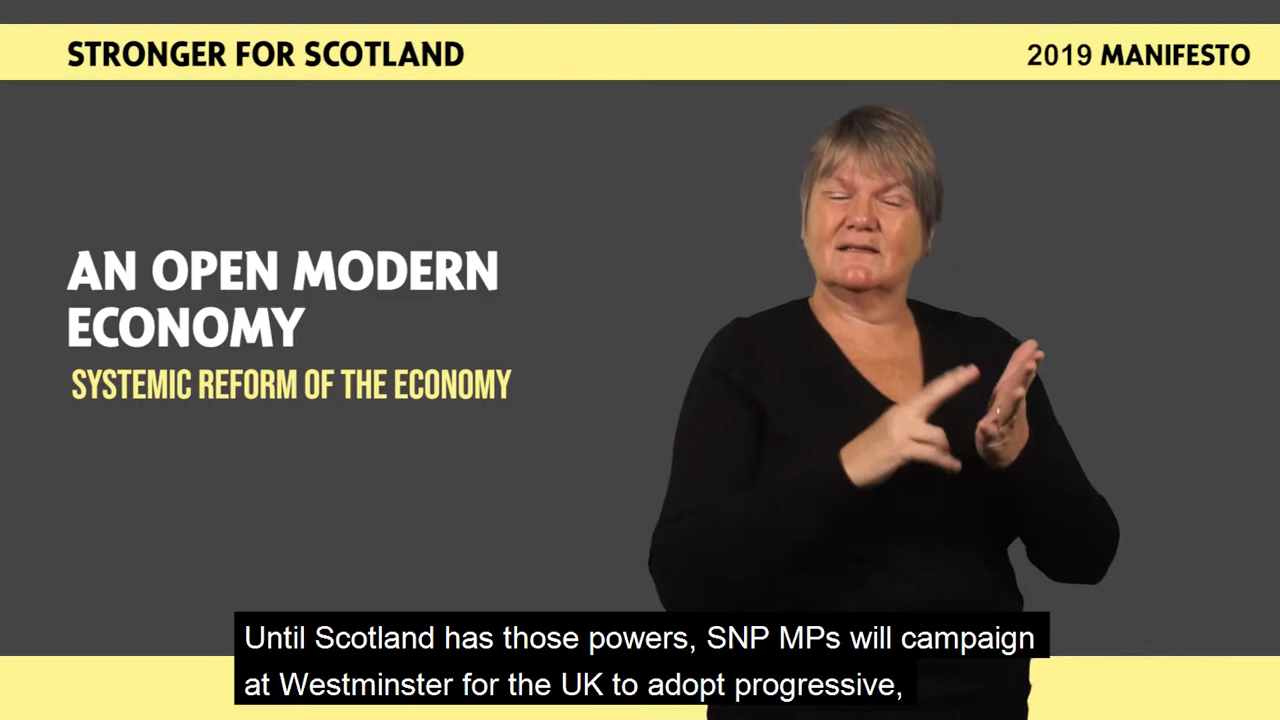 STRONGER FOR SCOTLAND
2019 MANIFESTO
AN OPEN MODERN
ECONOMY
SYSTEMIC REFORM OF THE ECONOMY
Until Scotland has those powers, SNP MPs will campaign
at Westminster for the UK to adopt progressive,